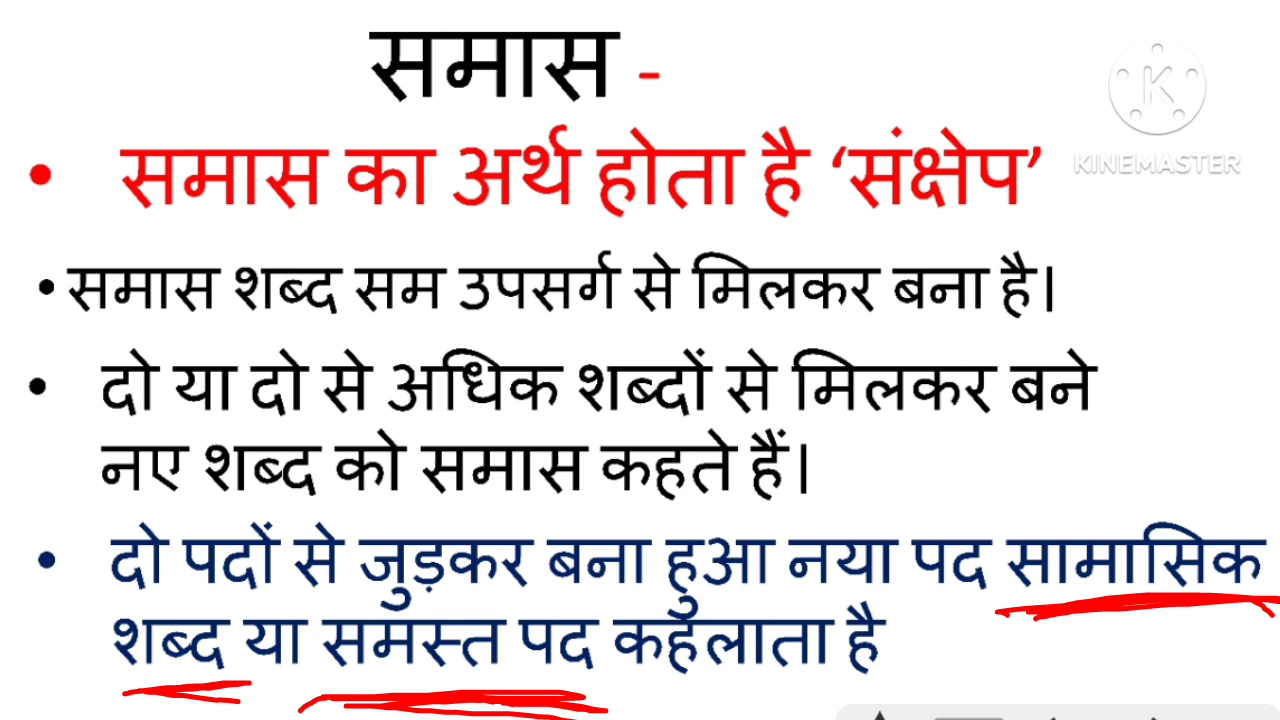 समास -
• समास का अर्थ होता है ‘संक्षेप’
• समास शब्द सम उपसर्ग से मिलकर बना है।
• दो या दो से अधिक शब्दों से मिलकर बने
नए शब्द को समास कहते हैं।
• दो पदों से जुड़कर बना हुआ नया पद सामासिक
शब्द या समस्त पद कहलाता है
K
KINEMASTER